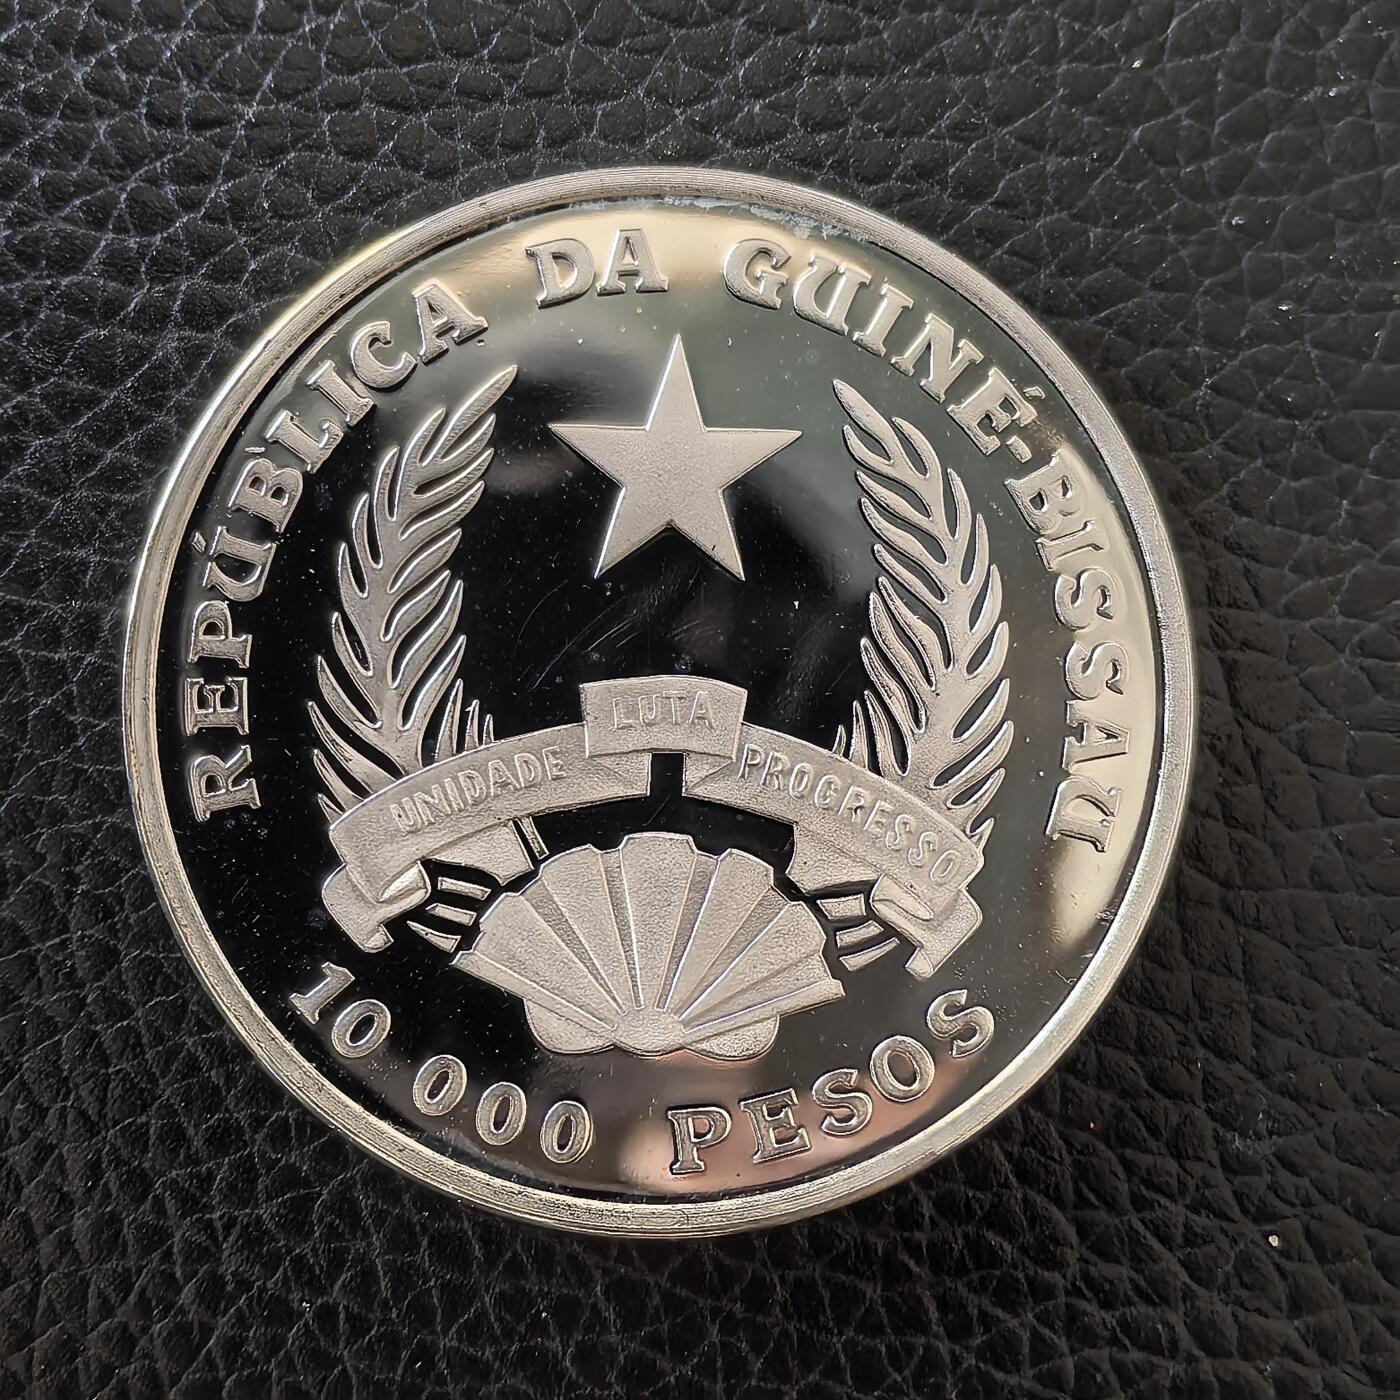 REPÚBLICA DA GUINÉ-BISSAU
LUTA
UNIDADE PROGRESSO
10 000 PESOS